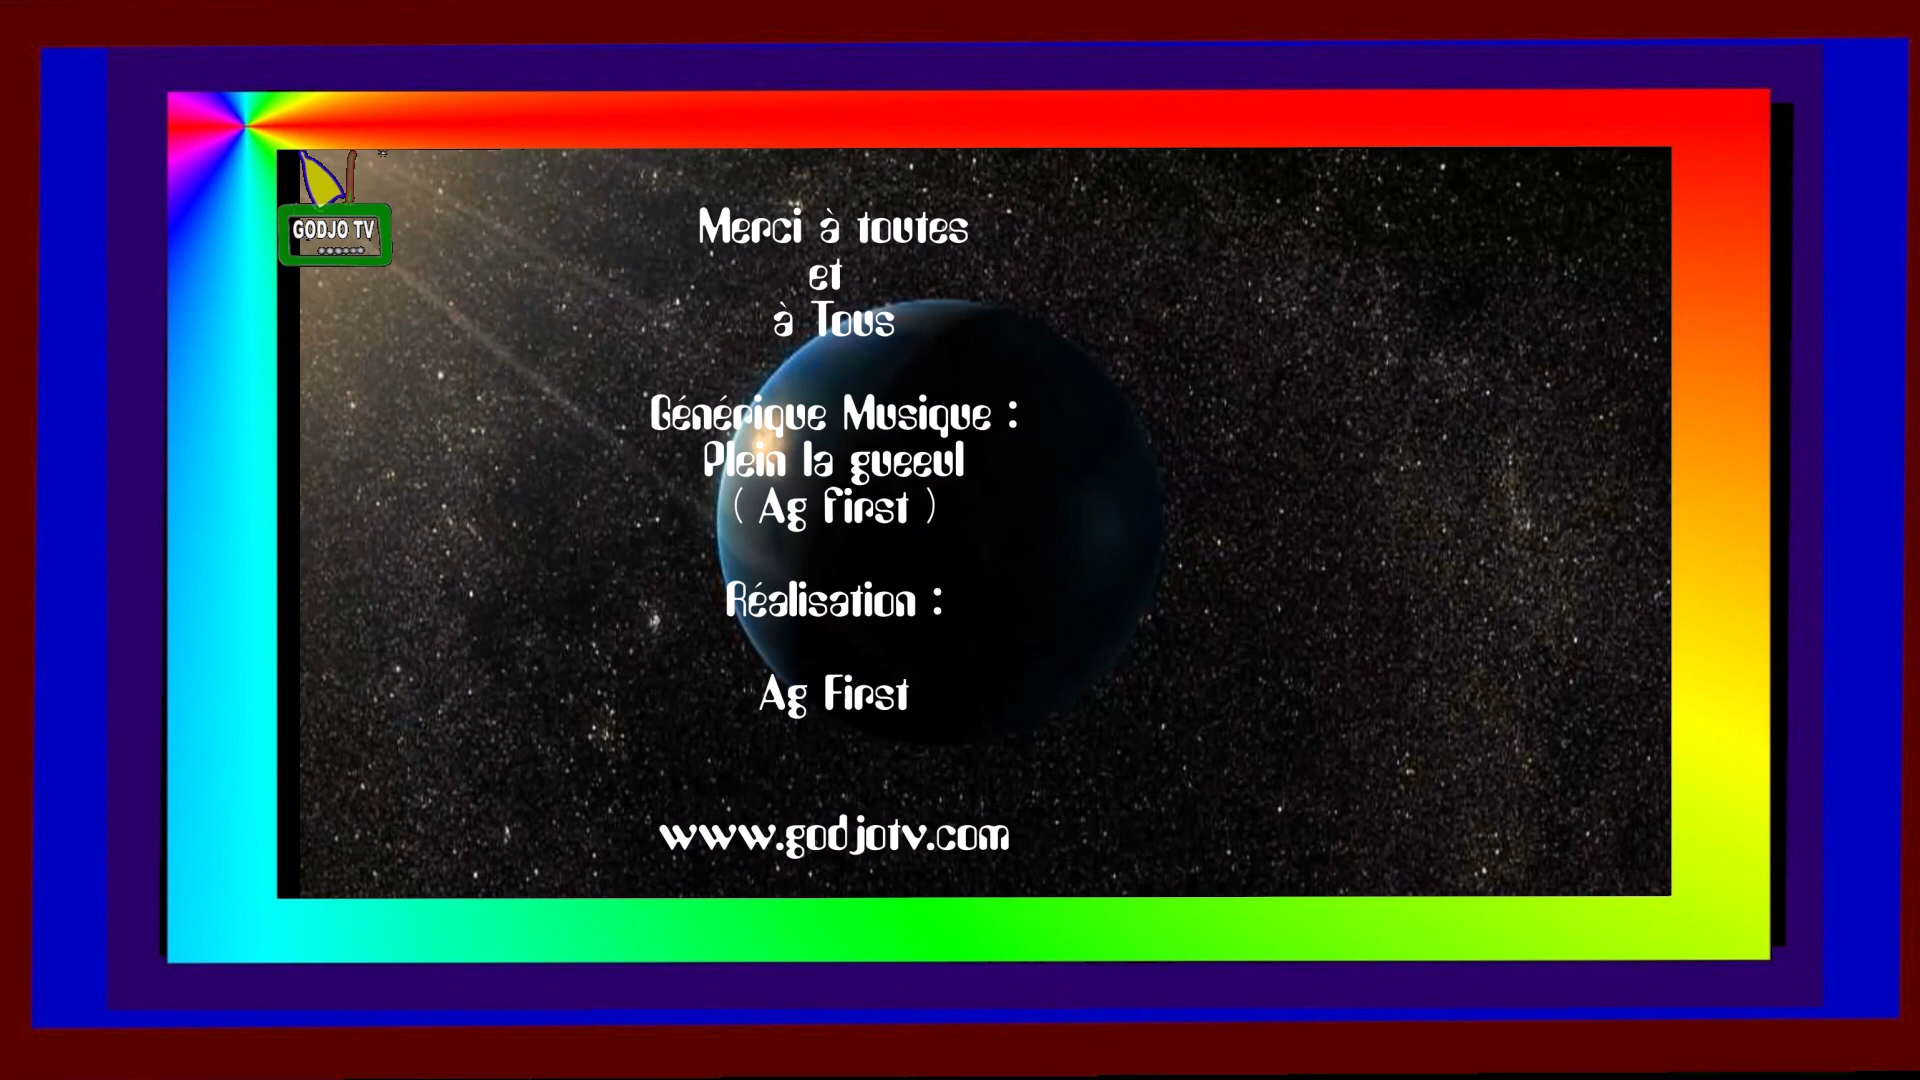 GODJO TV
Merci à toutes
et
à Tous
Générique Musique :
Plein la gueeul
( Ag first )
Réalisation :
Ag First
www.godjotv.com